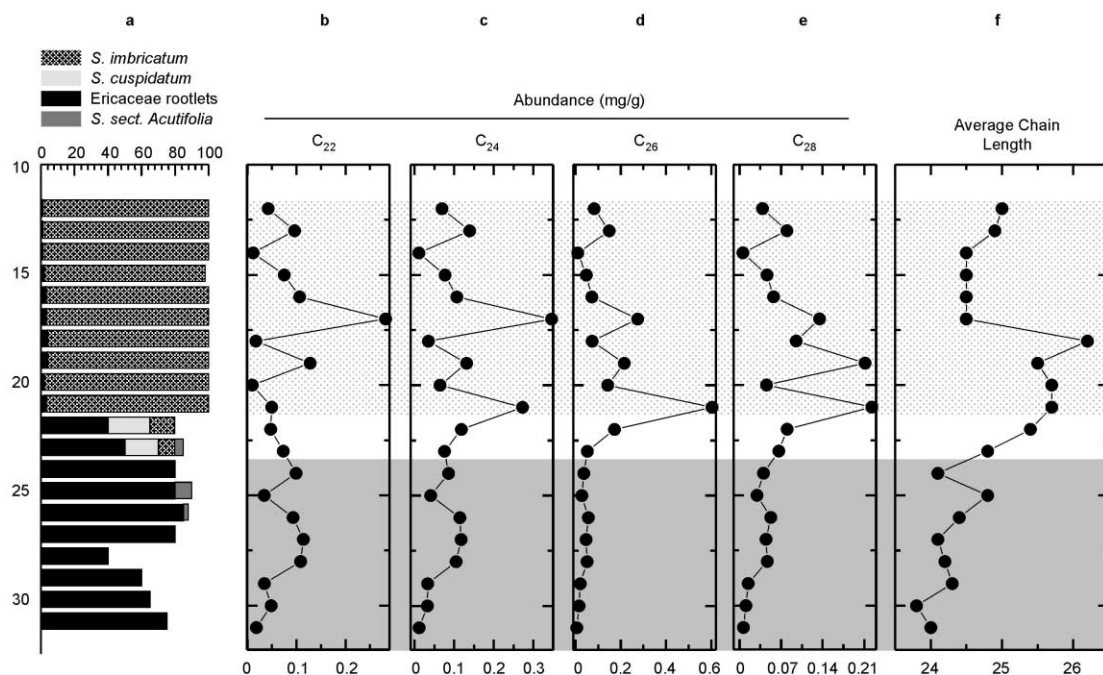 a b c d e f
S. imbricatum
S. cuspidatum
Ericaceae rootlets
S. sect. Acutifolia
Abundance (mg/g)
C22 C24 C26 C28
Average Chain
Length
0 20 40 60 80 100
10
15
20
25
30
0 0.1 0.2
0 0.1 0.2 0.3
0 0.2 0.4 0.6
0 0.07 0.14 0.21
24 25 26